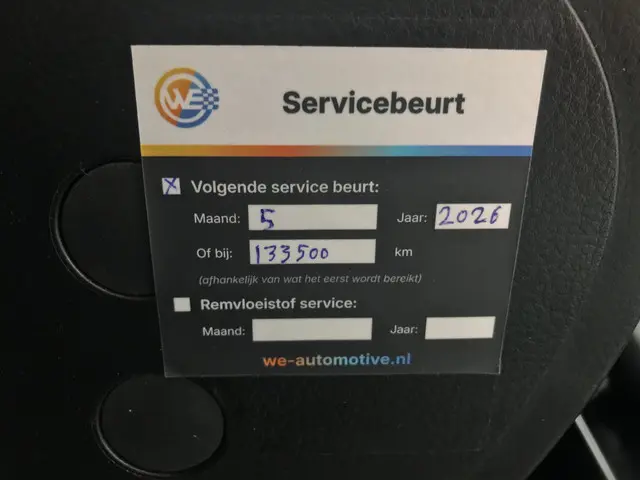 WE
Servicebeurt
X Volgende service beurt:
Maand: 5 Jaar: 2026
Of bij: 133500 km
(afhankelijk van wat het eerst wordt bereikt)
Remvloeistof service:
Maand: Jaar:
we-automotive.nl